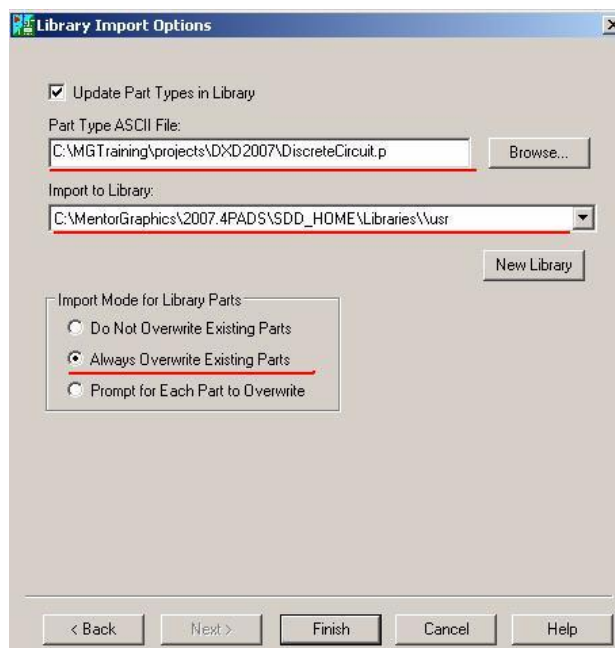 Library Import Options
Update Part Types in Library
Part Type ASCII File:
C:\MGTraining\projects\DXD2007\DiscreteCircuit.p
Browse...
Import to Library:
C:\MentorGraphics\2007.4PADS\SDD_HOME\Libraries\\usr
New Library
Import Mode for Library Parts
Do Not Overwrite Existing Parts
Always Overwrite Existing Parts
Prompt for Each Part to Overwrite
< Back
Next >
Finish
Cancel
Help